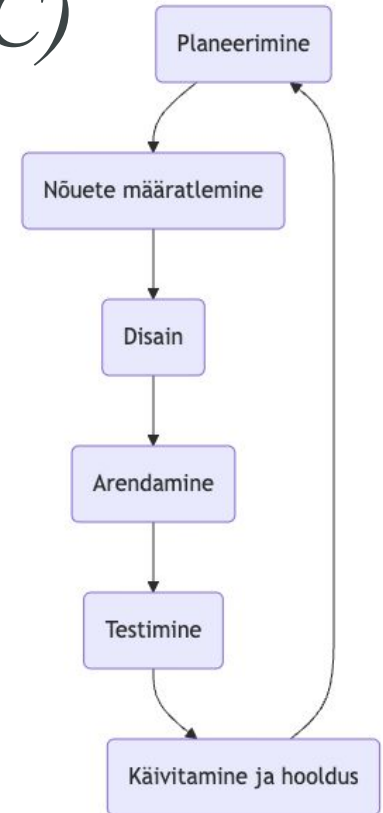 C)
Planeerimine
Nõuete määratlemine
Disain
Arendamine
Testimine
Käivitamine ja hooldus